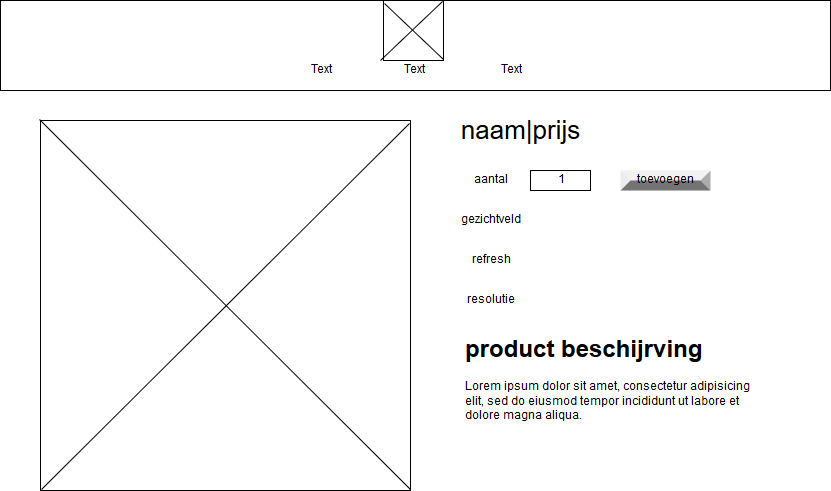 Text Text Text
naam|prijs
aantal 1 toevoegen
gezichtveld
refresh
resolutie
product beschijrving
Lorem ipsum dolor sit amet, consectetur adipisicing
elit, sed do eiusmod tempor incididunt ut labore et
dolore magna aliqua.